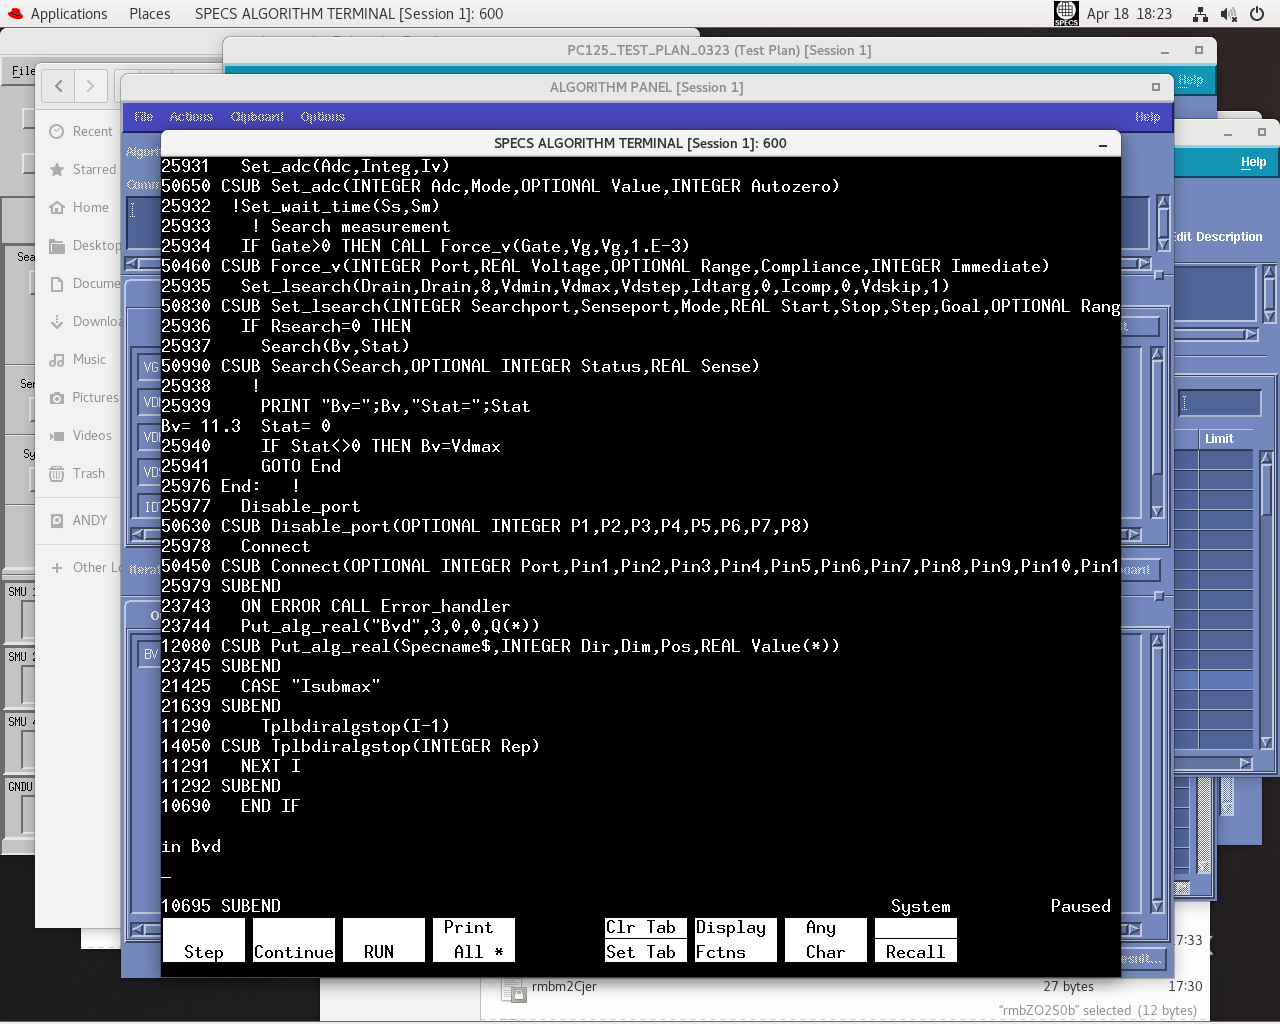 Applications Places SPECS ALGORITHM TERMINAL [Session 1]: 600 SPECS Apr 18 18:23
PC125_TEST_PLAN_0323 (Test Plan) [Session 1]
File
Help
ALGORITHM PANEL [Session 1]
File Actions Clipboard Options Help
Recent
Starred
Home
Desktop
Music
Pictures
Videos
Trash
ANDY
SMU 1
SMU 2
SMU 4
GNDU
Help
Limit
SPECS ALGORITHM TERMINAL [Session 1]: 600
25931   Set_adc(Adc,Integ,Iv)
50650 CSUB Set_adc(INTEGER Adc,Mode,OPTIONAL Value,INTEGER Autozero)
25932  !Set_wait_time(Ss,Sm)
25933    ! Search measurement
25934   IF Gate>0 THEN CALL Force_v(Gate,Vg,Vg,1.E-3)
50460 CSUB Force_v(INTEGER Port,REAL Voltage,OPTIONAL Range,Compliance,INTEGER Immediate)
25935   Set_lsearch(Drain,Drain,8,Vdmin,Vdmax,Vdstep,Idtarg,0,Icomp,0,Vdskip,1)
50830 CSUB Set_lsearch(INTEGER Searchport,Senseport,Mode,REAL Start,Stop,Step,Goal,OPTIONAL Rang
25936   IF Rsearch=0 THEN
25937     Search(Bv,Stat)
50990 CSUB Search(Search,OPTIONAL INTEGER Status,REAL Sense)
25938    !
25939     PRINT "Bv=";Bv,"Stat=";Stat
Bv= 11.3  Stat= 0
25940     IF Stat<>0 THEN Bv=Vdmax
25941     GOTO End
25976 End:   !
25977   Disable_port
50630 CSUB Disable_port(OPTIONAL INTEGER P1,P2,P3,P4,P5,P6,P7,P8)
25978   Connect
50450 CSUB Connect(OPTIONAL INTEGER Port,Pin1,Pin2,Pin3,Pin4,Pin5,Pin6,Pin7,Pin8,Pin9,Pin10,Pin1
25979 SUBEND
23743   ON ERROR CALL Error_handler
23744   Put_alg_real("Bvd",3,0,0,Q(*))
12080 CSUB Put_alg_real(Specname$,INTEGER Dir,Dim,Pos,REAL Value(*))
23745 SUBEND
21425   CASE "Isubmax"
21639 SUBEND
11290     Tplbdiralgstop(I-1)
14050 CSUB Tplbdiralgstop(INTEGER Rep)
11291   NEXT I
11292 SUBEND
10690   END IF
in Bvd
_
10695 SUBEND System Paused
Step Continue RUN Print All * Clr Tab Set Tab Display Fctns Any Char Recall
17:33
rmbm2Cjer 27 bytes 17:30
“rmbZO2S0b” selected (12 bytes)